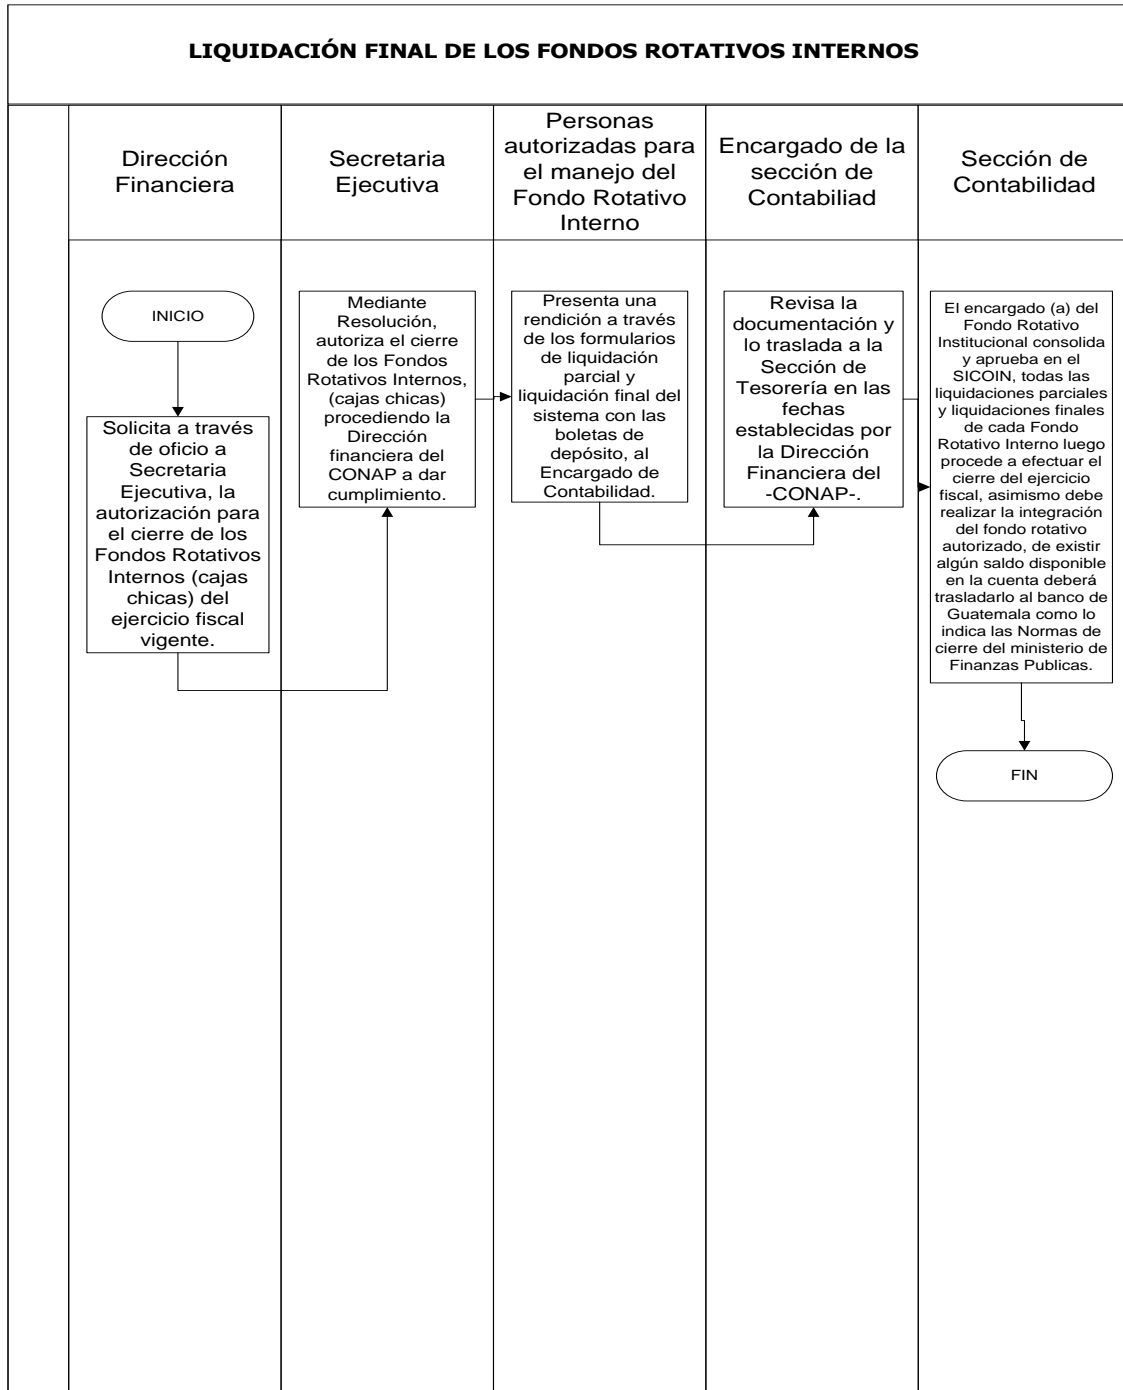 LIQUIDACIÓN FINAL DE LOS FONDOS ROTATIVOS INTERNOS
Dirección
Financiera
Secretaria
Ejecutiva
Personas
autorizadas para
el manejo del
Fondo Rotativo
Interno
Encargado de la
sección de
Contabiliad
Sección de
Contabilidad
INICIO
Solicita a través
de oficio a
Secretaria
Ejecutiva, la
autorización para
el cierre de los
Fondos Rotativos
Internos (cajas
chicas) del
ejercicio fiscal
vigente.
Mediante
Resolución,
autoriza el cierre
de los Fondos
Rotativos Internos,
(cajas chicas)
procediendo la
Dirección
financiera del
CONAP a dar
cumplimiento.
Presenta una
rendición a través
de los formularios
de liquidación
parcial y
liquidación final del
sistema con las
boletas de
depósito, al
Encargado de
Contabilidad.
Revisa la
documentación y
lo traslada a la
Sección de
Tesorería en las
fechas
establecidas por
la Dirección
Financiera del
-CONAP-.
El encargado (a) del
Fondo Rotativo
Institucional consolida
y aprueba en el
SICOIN, todas las
liquidaciones parciales
y liquidaciones finales
de cada Fondo
Rotativo Interno luego
procede a efectuar el
cierre del ejercicio
fiscal, asimismo debe
realizar la integración
del fondo rotativo
autorizado, de existir
algún saldo disponible
en la cuenta deberá
trasladarlo al banco de
Guatemala como lo
indica las Normas de
cierre del ministerio de
Finanzas Publicas.
FIN